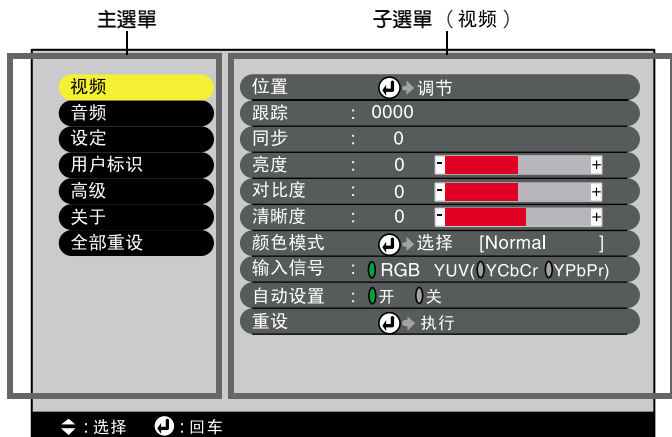 主選單
子選單（视频）
视频
音频
设定
用户标识
高级
关于
全部重设
位置 调节
跟踪 : 0000
同步 : 0
亮度 : 0 - +
对比度 : 0 - +
清晰度 : 0 - +
颜色模式 选择 [Normal ]
输入信号 : RGB YUV(YCbCr YPbPr)
自动设置 : 开 关
重设 执行
:选择 :回车